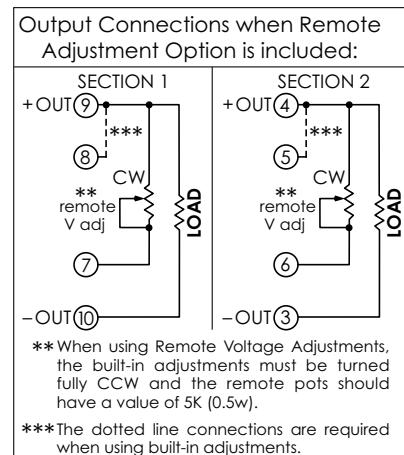 Output Connections when Remote
Adjustment Option is included:
SECTION 1
+OUT 9
***
8
CW
**
remote
V adj
LOAD
7
−OUT 10
SECTION 2
+OUT 4
***
5
CW
**
remote
V adj
LOAD
6
−OUT 3
** When using Remote Voltage Adjustments,
the built-in adjustments must be turned
fully CCW and the remote pots should
have a value of 5K (0.5w).
*** The dotted line connections are required
when using built-in adjustments.